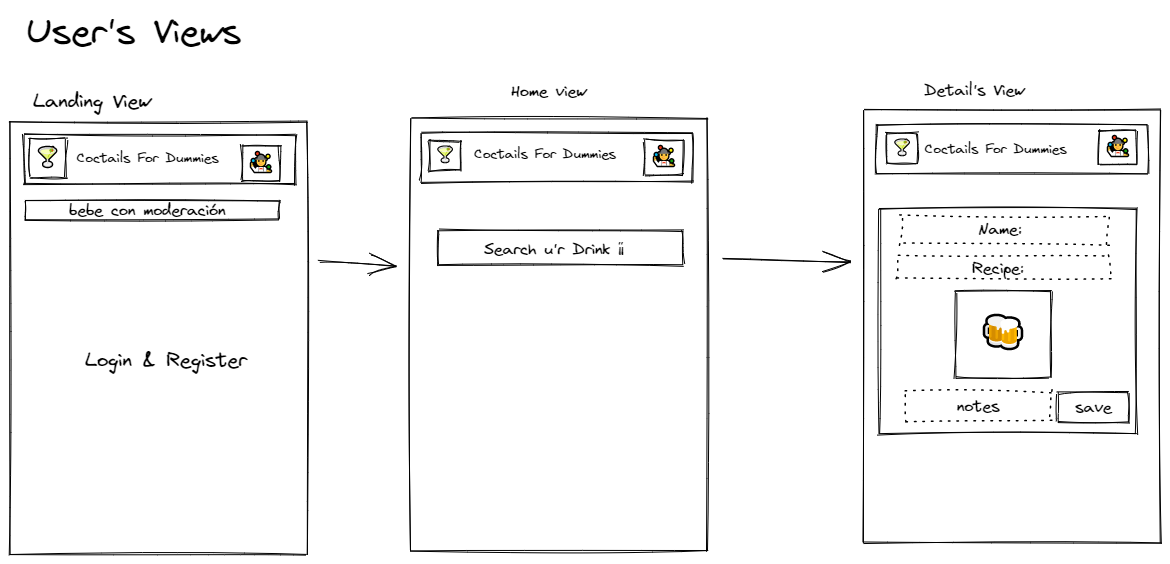 User's Views
Landing View
Coctails For Dummies
bebe con moderación
Login & Register
Home view
Coctails For Dummies
Search u'r Drink ¡¡
Detail's View
Coctails For Dummies
Name:
Recipe:
notes
save